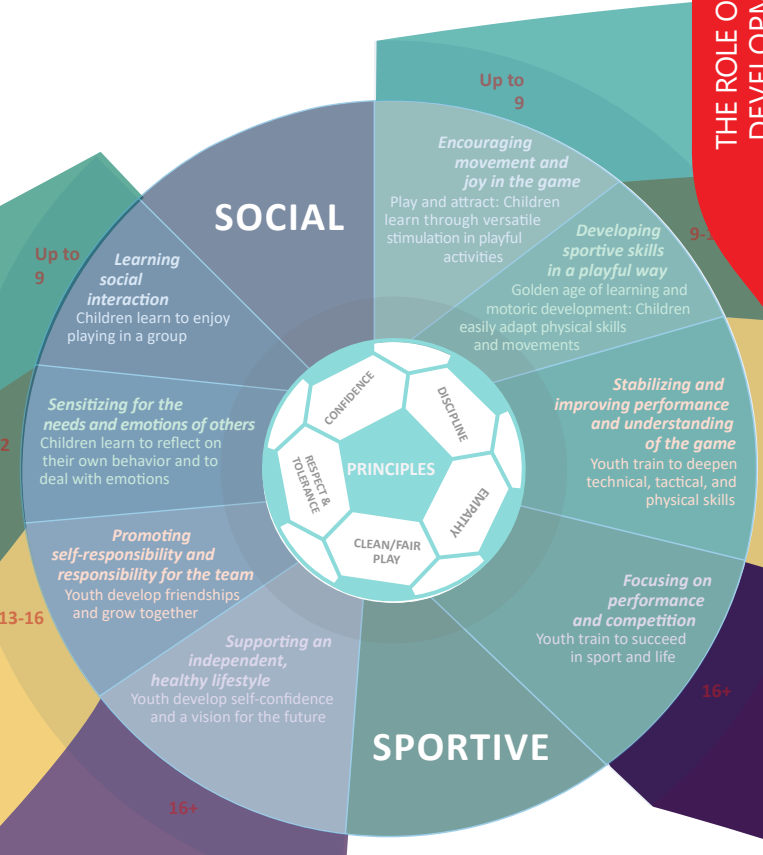 THE ROLE O
DEVELOPM
Up to
9
Encouraging
movement and
joy in the game
Play and attract: Children
learn through versatile
stimulation in playful
activities
9-1
Developing
sportive skills
in a playful way
Golden age of learning and
motoric development: Children
easily adapt physical skills
and movements
Stabilizing and
improving performance
and understanding
of the game
Youth train to deepen
technical, tactical, and
physical skills
Focusing on
performance
and competition
Youth train to succeed
in sport and life
16+
SPORTIVE
SOCIAL
Up to
9
Learning
social
interaction
Children learn to enjoy
playing in a group
2
Sensitizing for the
needs and emotions of others
Children learn to reflect on
their own behavior and to
deal with emotions
13-16
Promoting
self-responsibility and
responsibility for the team
Youth develop friendships
and grow together
Supporting an
independent,
healthy lifestyle
Youth develop self-confidence
and a vision for the future
16+
PRINCIPLES
CONFIDENCE
DISCIPLINE
EMPATHY
CLEAN/FAIR
PLAY
RESPECT &
TOLERANCE